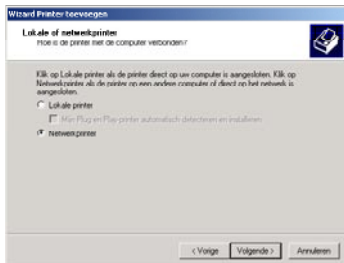 Wizard Printer toevoegen
Lokale of netwerkprinter
Hoe is de printer met de computer verbonden?
Klik op Lokale printer als de printer direct op uw computer is aangesloten. Klik op
Netwerkprinter als de printer op een andere computer of direct op het netwerk is
aangesloten.
Lokale printer
Mijn Plug en Play-printer automatisch detecteren en installeren
Netwerkprinter
< Vorige
Volgende >
Annuleren